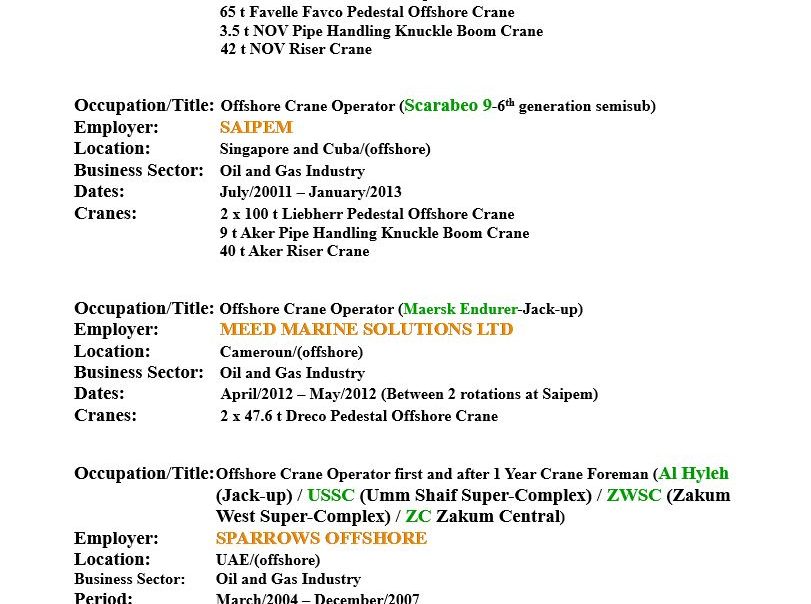 65 t Favelle Favco Pedestal Offshore Crane
3.5 t NOV Pipe Handling Knuckle Boom Crane
42 t NOV Riser Crane
Occupation/Title: Offshore Crane Operator (Scarabeo 9-6th generation semisub)
Employer: SAIPEM
Location: Singapore and Cuba/(offshore)
Business Sector: Oil and Gas Industry
Dates: July/20011 – January/2013
Cranes: 2 x 100 t Liebherr Pedestal Offshore Crane
9 t Aker Pipe Handling Knuckle Boom Crane
40 t Aker Riser Crane
Occupation/Title: Offshore Crane Operator (Maersk Endurer-Jack-up)
Employer: MEED MARINE SOLUTIONS LTD
Location: Cameroun/(offshore)
Business Sector: Oil and Gas Industry
Dates: April/2012 – May/2012 (Between 2 rotations at Saipem)
Cranes: 2 x 47.6 t Dreco Pedestal Offshore Crane
Occupation/Title: Offshore Crane Operator first and after 1 Year Crane Foreman (Al Hyleh
(Jack-up) / USSC (Umm Shaif Super-Complex) / ZWSC (Zakum
West Super-Complex) / ZC Zakum Central)
Employer: SPARROWS OFFSHORE
Location: UAE/(offshore)
Business Sector: Oil and Gas Industry
Period: March/2004 – December/2007